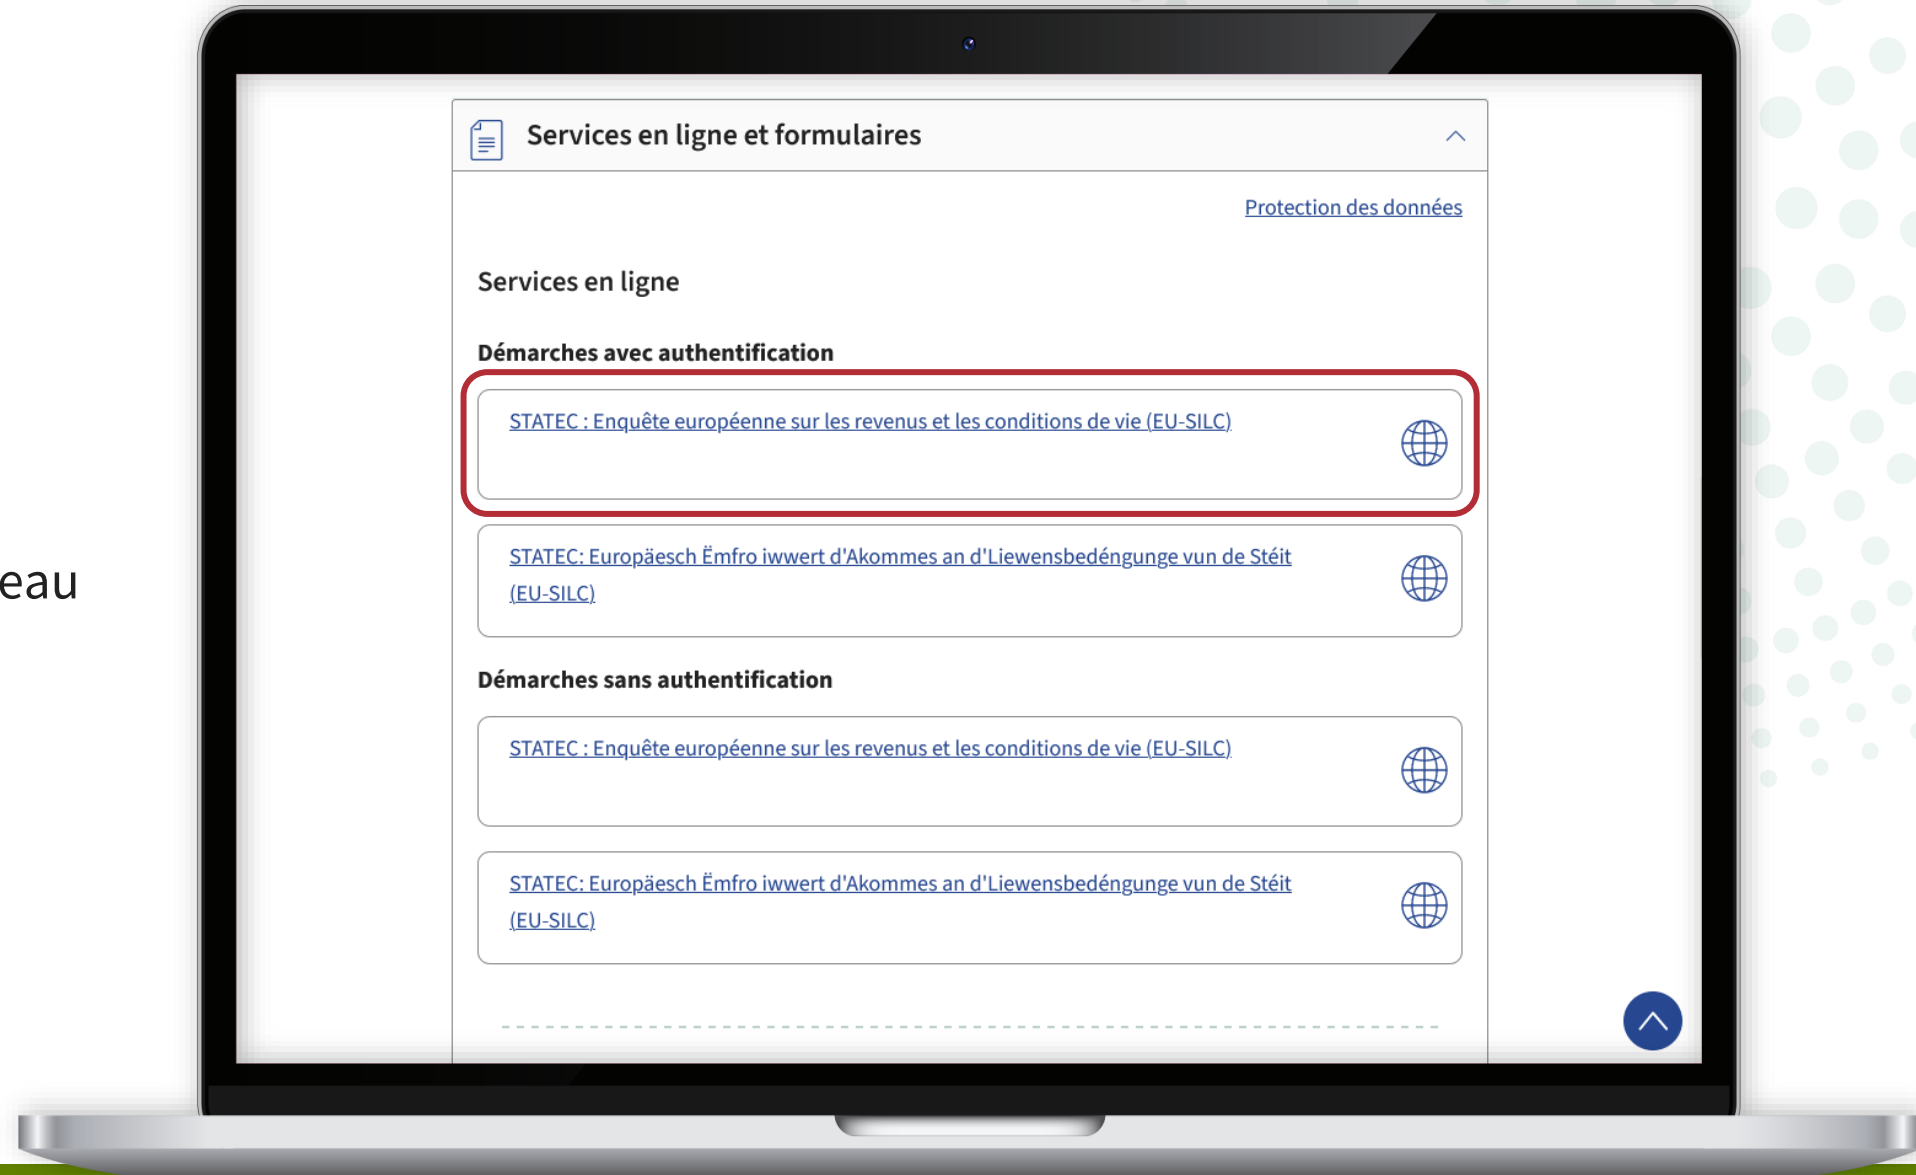 Services en ligne et formulaires
Protection des données
Services en ligne
Démarches avec authentification
STATEC : Enquête européenne sur les revenus et les conditions de vie (EU-SILC)
STATEC: Europäesch Ëmfro iwwert d'Akommes an d'Liewensbedéngunge vun de Stéit
(EU-SILC)
Démarches sans authentification
STATEC : Enquête européenne sur les revenus et les conditions de vie (EU-SILC)
STATEC: Europäesch Ëmfro iwwert d'Akommes an d'Liewensbedéngunge vun de Stéit
(EU-SILC)
eau